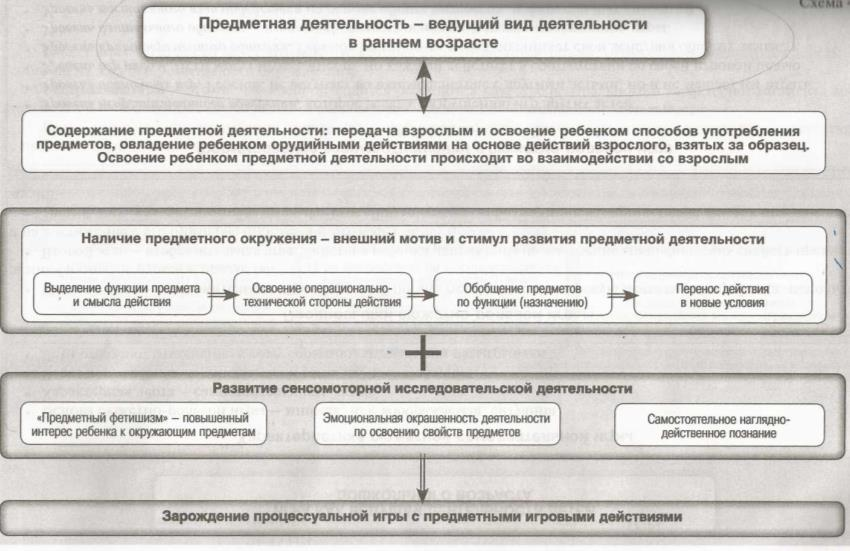 Схема
Предметная деятельность – ведущий вид деятельности
в раннем возрасте
Содержание предметной деятельности: передача взрослым и освоение ребенком способов употребления
предметов, овладение ребенком орудийными действиями на основе действий взрослого, взятых за образец.
Освоение ребенком предметной деятельности происходит во взаимодействии со взрослым
Наличие предметного окружения – внешний мотив и стимул развития предметной деятельности
Выделение функции предмета
и смысла действия
Освоение операционально-
технической стороны действия
Обобщение предметов
по функции (назначению)
Перенос действия
в новые условия
+
Развитие сенсомоторной исследовательской деятельности
«Предметный фетишизм» – повышенный
интерес ребенка к окружающим предметам
Эмоциональная окрашенность деятельности
по освоению свойств предметов
Самостоятельное наглядно-
действенное познание
Зарождение процессуальной игры с предметными игровыми действиями